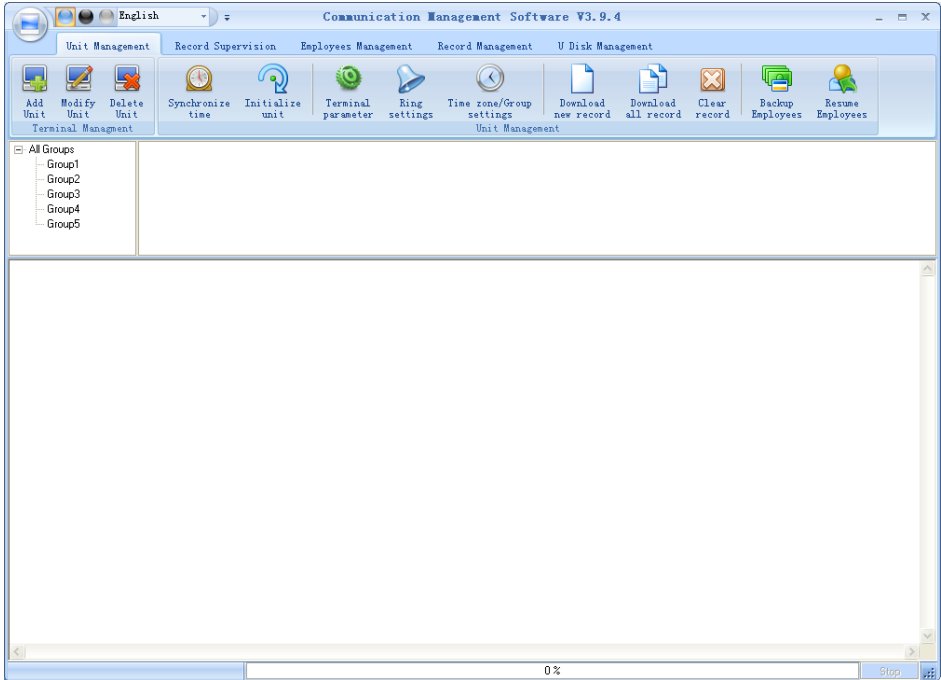 English
Communication Management Software V3.9.4
Unit Management Record Supervision Employees Management Record Management U Disk Management
Add Unit Modify Unit Delete Unit Synchronize time Initialize unit Terminal parameter Ring settings Time zone/Group settings Download new record Download all record Clear record Backup Employees Resume Employees
Terminal Managment Unit Management
All Groups
Group1
Group2
Group3
Group4
Group5
0%
Stop